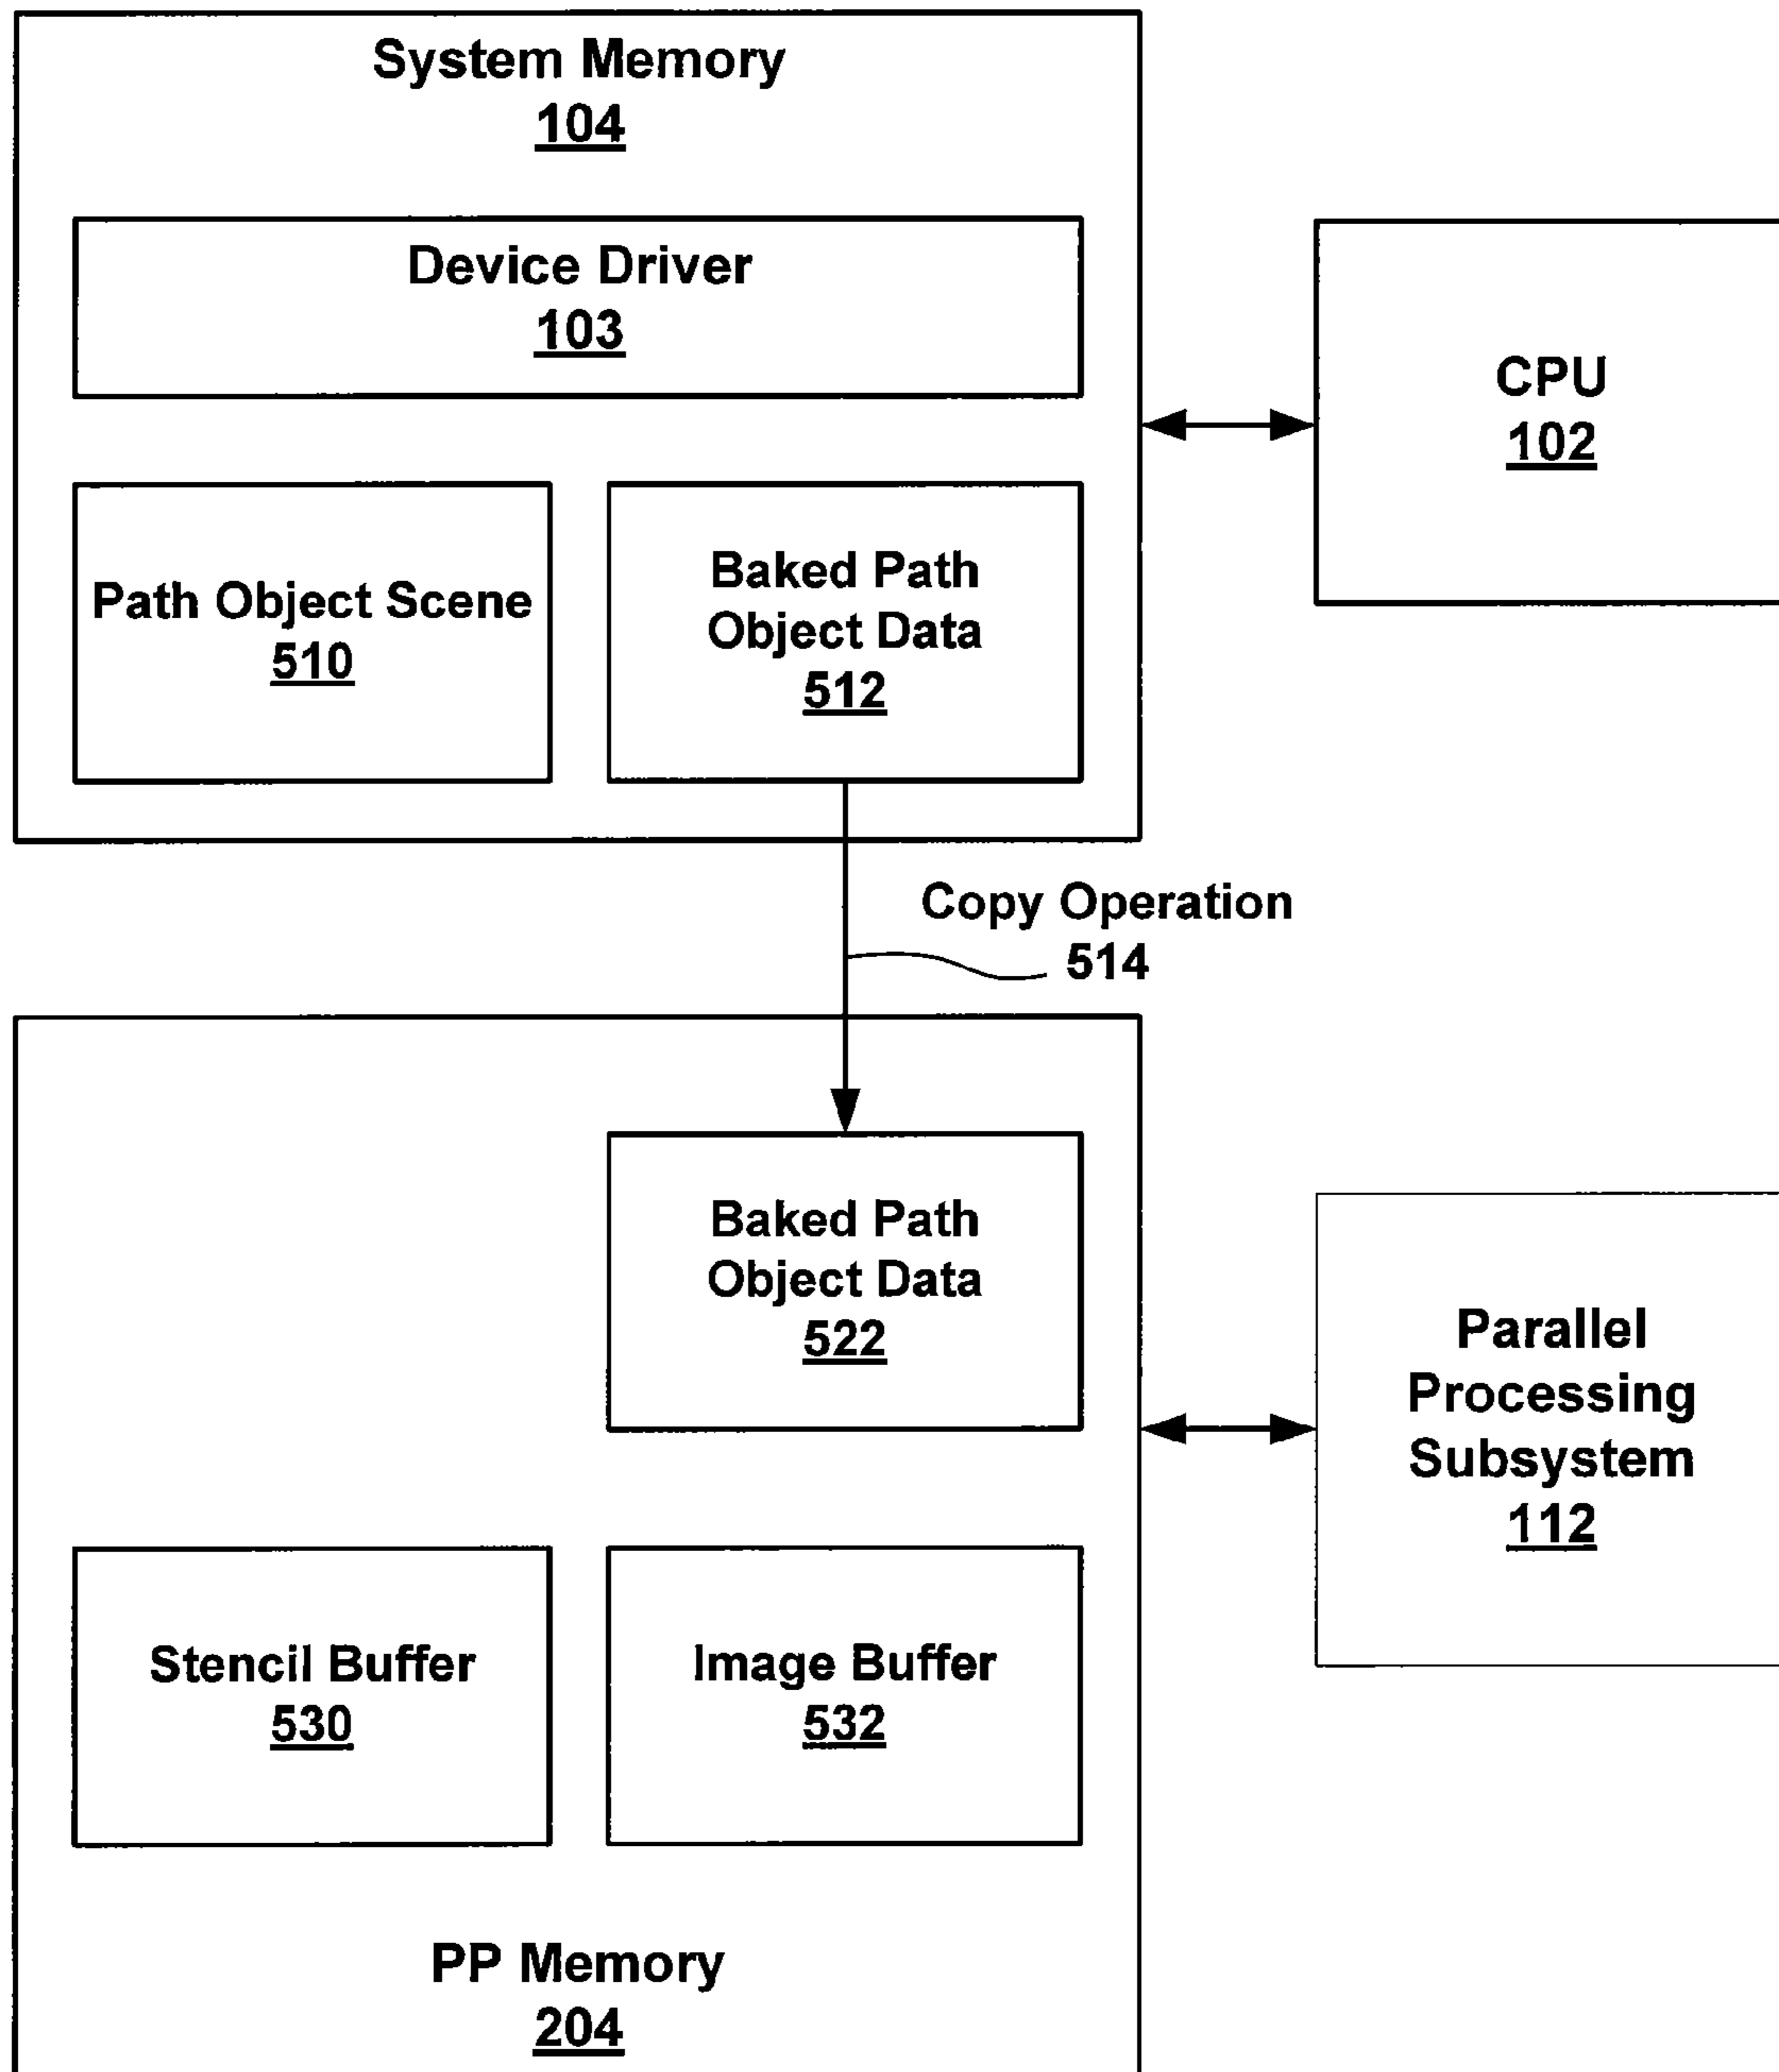 System Memory
104
Device Driver
103
CPU
102
Path Object Scene
510
Baked Path
Object Data
512
Copy Operation
514
Baked Path
Object Data
522
Parallel
Processing
Subsystem
112
Stencil Buffer
530
Image Buffer
532
PP Memory
204